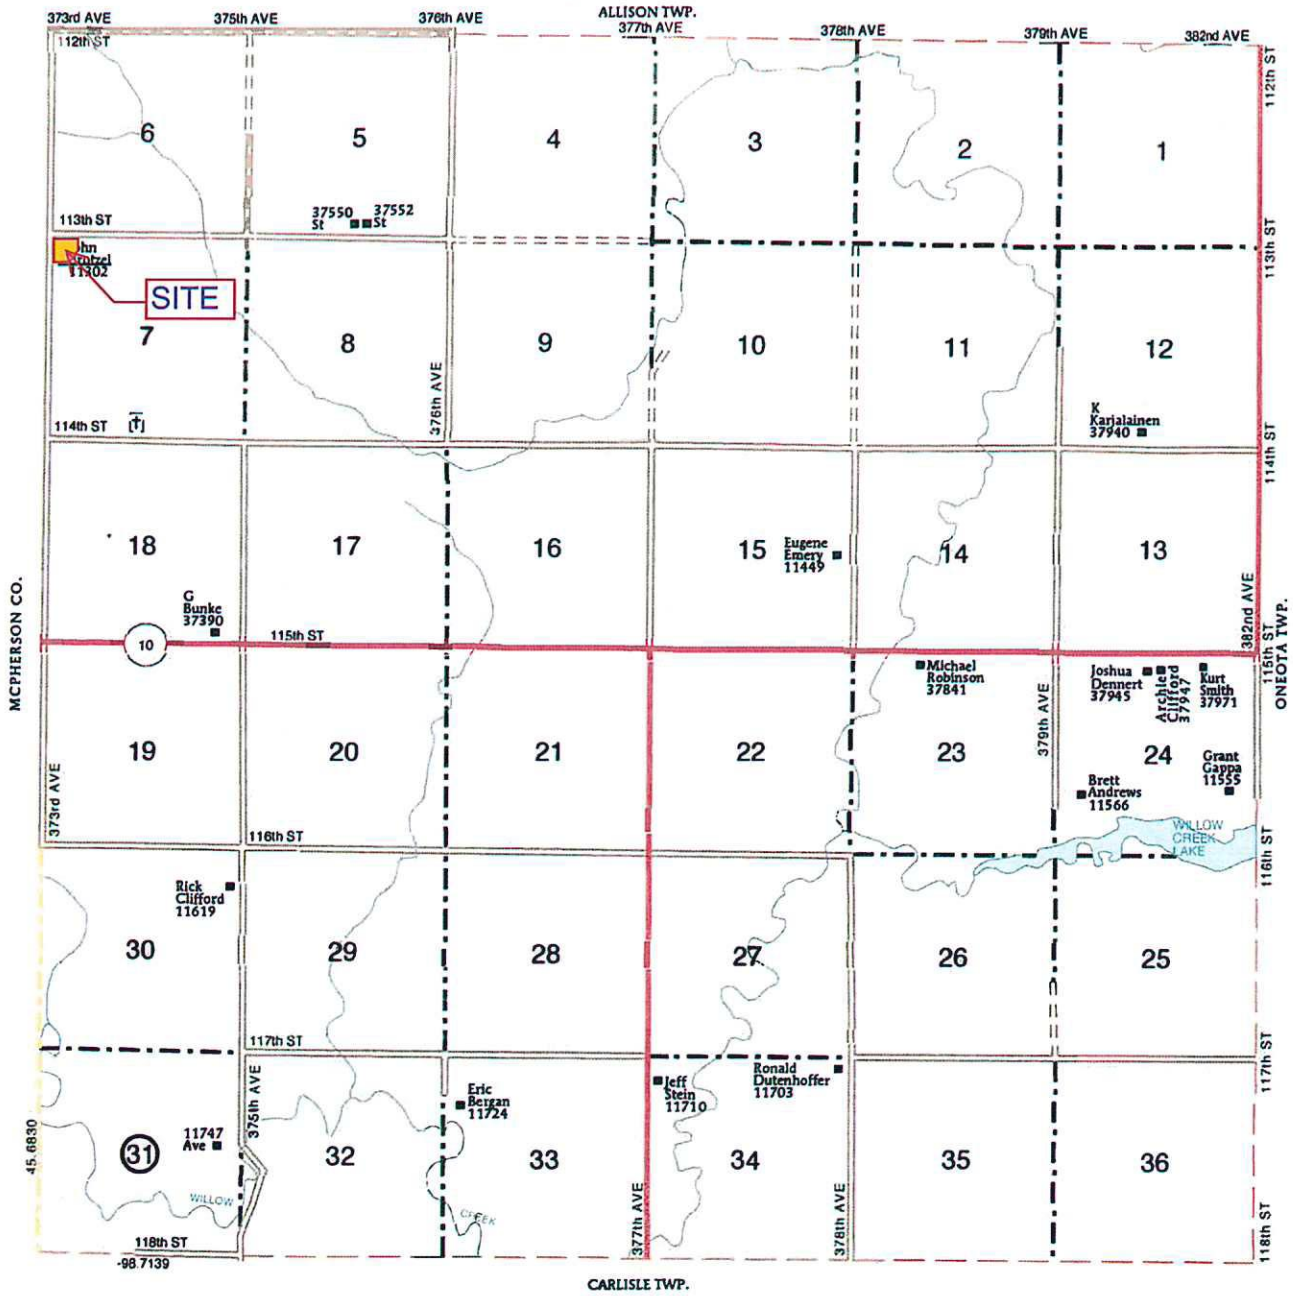 ALLISON TWP.
373rd AVE
375th AVE
376th AVE
377th AVE
378th AVE
379th AVE
382nd AVE
112th ST
112th ST
6
5
4
3
2
1
113th ST
37550
St
37552
St
113th ST
11302
SITE
7
8
9
10
11
12
376th AVE
K
Karjalainen
37940
114th ST
114th ST
18
17
16
15
Eugene
Emery
11449
14
13
G
Bunke
37390
MCPHERSON CO.
10
115th ST
382nd AVE
115th ST
ONEOTA TWP.
Michael
Robinson
37841
Joshua
Dennert
37945
Archie
Clifford
37947
Kurt
Smith
37971
373rd AVE
19
20
21
22
23
379th AVE
24
Grant
Gappa
11555
Brett
Andrews
11566
WILLOW
CREEK
LAKE
116th ST
116th ST
Rick
Clifford
11619
30
29
28
27
26
25
117th ST
117th ST
375th AVE
Eric
Bergan
11724
Jeff
Stein
11710
Ronald
Dutenhoffer
11703
45.6830
11747
Ave
31
32
33
34
35
36
WILLOW
CREEK
377th AVE
378th AVE
118th ST
118th ST
-98.7139
CARLISLE TWP.